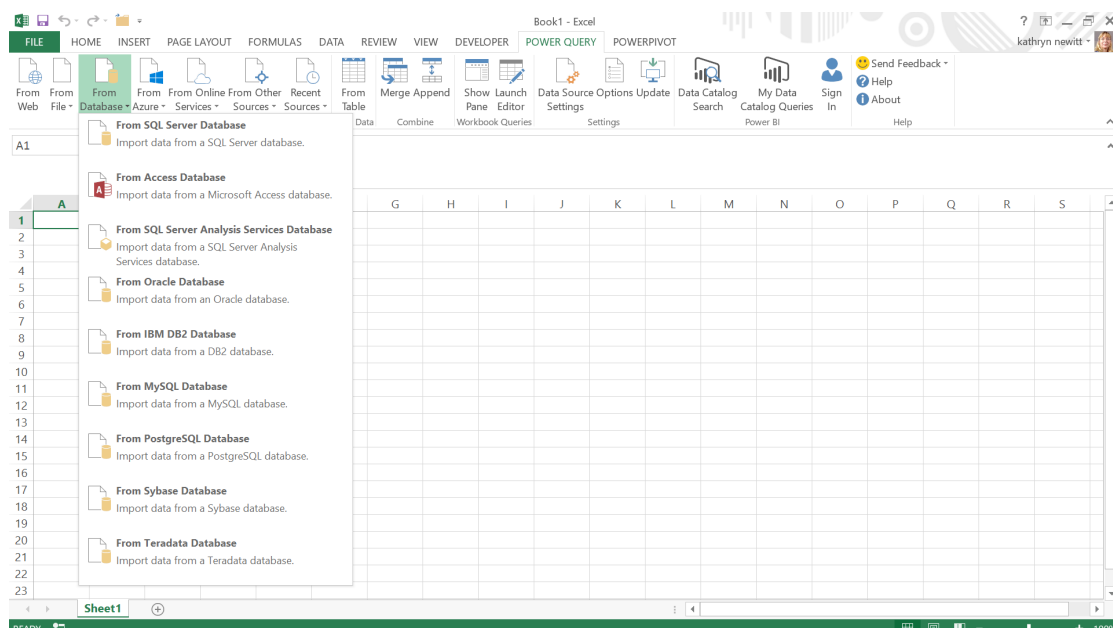 Book1 - Excel
?
FILE HOME INSERT PAGE LAYOUT FORMULAS DATA REVIEW VIEW DEVELOPER POWER QUERY POWERPIVOT kathryn newitt
From Web
From File
From Database
From Azure
From Online Services
From Other Sources
Recent Sources
From Table
Merge Append
Show Pane
Launch Editor
Data Source Settings
Options Update
Data Catalog Search
My Data Catalog Queries
Sign In
Send Feedback
Help
About
Data Combine Workbook Queries Settings Power BI Help
A1
From SQL Server Database
Import data from a SQL Server database.
From Access Database
Import data from a Microsoft Access database.
From SQL Server Analysis Services Database
Import data from a SQL Server Analysis
Services database.
From Oracle Database
Import data from an Oracle database.
From IBM DB2 Database
Import data from a DB2 database.
From MySQL Database
Import data from a MySQL database.
From PostgreSQL Database
Import data from a PostgreSQL database.
From Sybase Database
Import data from a Sybase database.
From Teradata Database
Import data from a Teradata database.
A G H I J K L M N O P Q R S
1
2
3
4
5
6
7
8
9
10
11
12
13
14
15
16
17
18
19
20
21
22
23
Sheet1